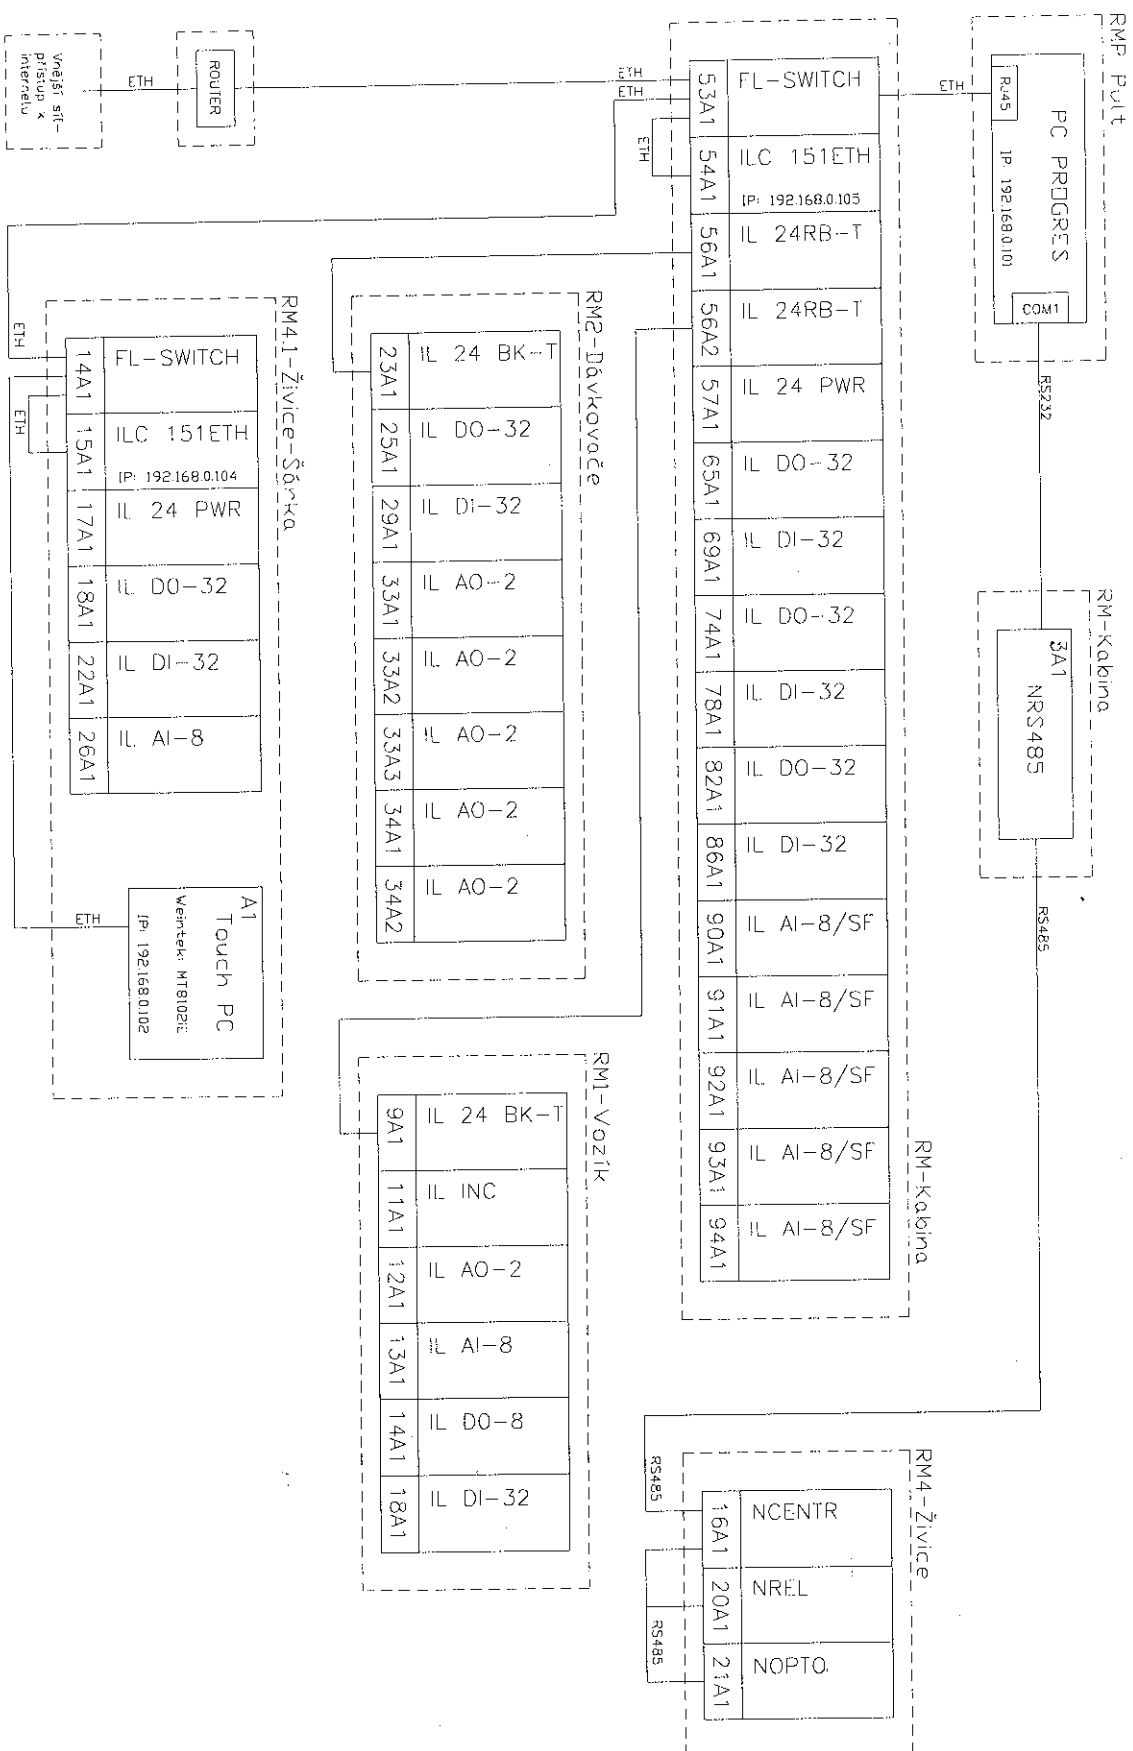 RMP Pult
PC PROGRES
RJ45
IP: 192.168.0.101
COM1
ETH
RS232
RM-Kabina
3A1
NRS485
RS485
RM4-Živice
16A1
NCENTR
20A1
NREL
21A1
NOPTO
RS485
RS485
RM-Kabina
53A1
FL-SWITCH
54A1
ILC 151ETH
IP: 192.168.0.105
56A1
IL 24RB-T
56A2
IL 24RB-T
57A1
IL 24 PWR
65A1
IL DO-32
69A1
IL DI-32
74A1
IL DO-32
78A1
IL DI-32
82A1
IL DO-32
86A1
IL DI-32
90A1
IL AI-8/SF
91A1
IL AI-8/SF
92A1
IL AI-8/SF
93A1
IL AI-8/SF
94A1
IL AI-8/SF
ETH
ETH
ETH
RM2-Dávkovače
23A1
IL 24 BK-T
25A1
IL DO-32
29A1
IL DI-32
33A1
IL AO-2
33A2
IL AO-2
33A3
IL AO-2
34A1
IL AO-2
34A2
IL AO-2
RM1-Vozík
9A1
IL 24 BK-T
11A1
IL INC
12A1
IL AO-2
13A1
IL AI-8
14A1
IL DO-8
18A1
IL DI-32
ROUTER
ETH
Vnější síť-
přístup k
internetu
RM4.1-Živice-Šárka
14A1
FL-SWITCH
15A1
ILC 151ETH
IP: 192.168.0.104
17A1
IL 24 PWR
18A1
IL DO-32
22A1
IL DI-32
26A1
IL AI-8
ETH
ETH
ETH
A1
Touch PC
Weintek: MT8102iE
IP: 192.168.0.102